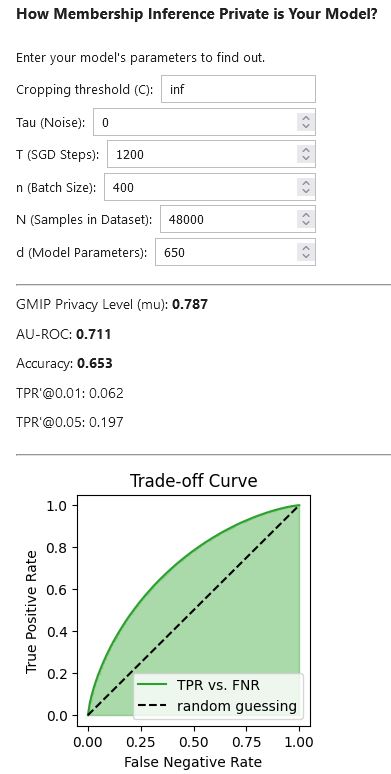 How Membership Inference Private is Your Model?
Enter your model's parameters to find out.
Cropping threshold (C): inf
Tau (Noise): 0
T (SGD Steps): 1200
n (Batch Size): 400
N (Samples in Dataset): 48000
d (Model Parameters): 650
GMIP Privacy Level (mu): 0.787
AU-ROC: 0.711
Accuracy: 0.653
TPR'@0.01: 0.062
TPR'@0.05: 0.197
Trade-off Curve
True Positive Rate
1.0
0.8
0.6
0.4
0.2
0.0
TPR vs. FNR
random guessing
0.00 0.25 0.50 0.75 1.00
False Negative Rate